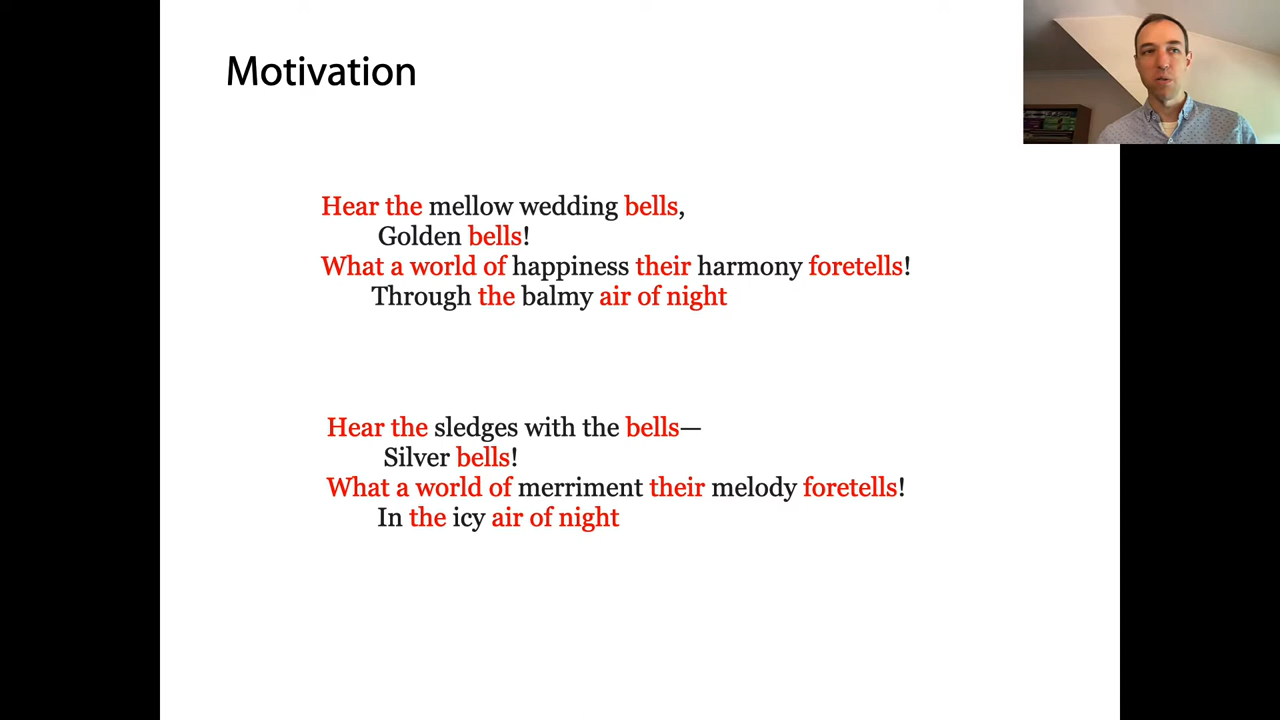 Motivation
Hear the mellow wedding bells,
Golden bells!
What a world of happiness their harmony foretells!
Through the balmy air of night
Hear the sledges with the bells—
Silver bells!
What a world of merriment their melody foretells!
In the icy air of night